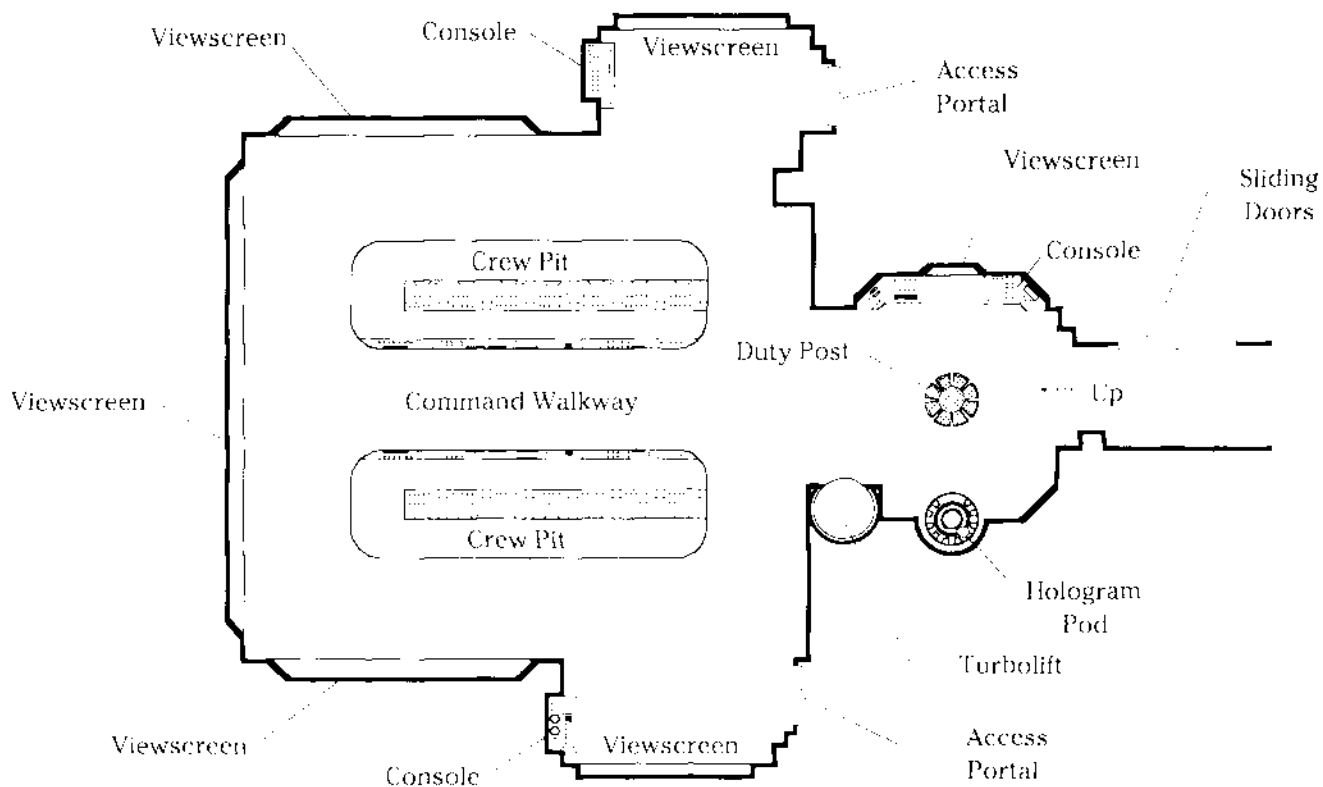 Viewscreen
Console
Viewscreen
Access
Portal
Viewscreen
Sliding
Doors
Crew Pit
Console
Duty Post
Viewscreen
Command Walkway
Up
Crew Pit
Hologram
Pod
Turbolift
Viewscreen
Console
Viewscreen
Access
Portal